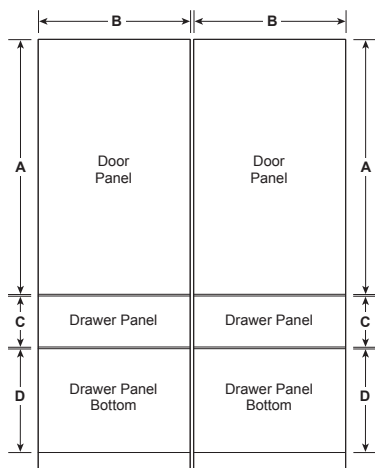 B B
Door Door
Panel Panel
A A
Drawer Panel Drawer Panel
C C
Drawer Panel Drawer Panel
Bottom Bottom
D D